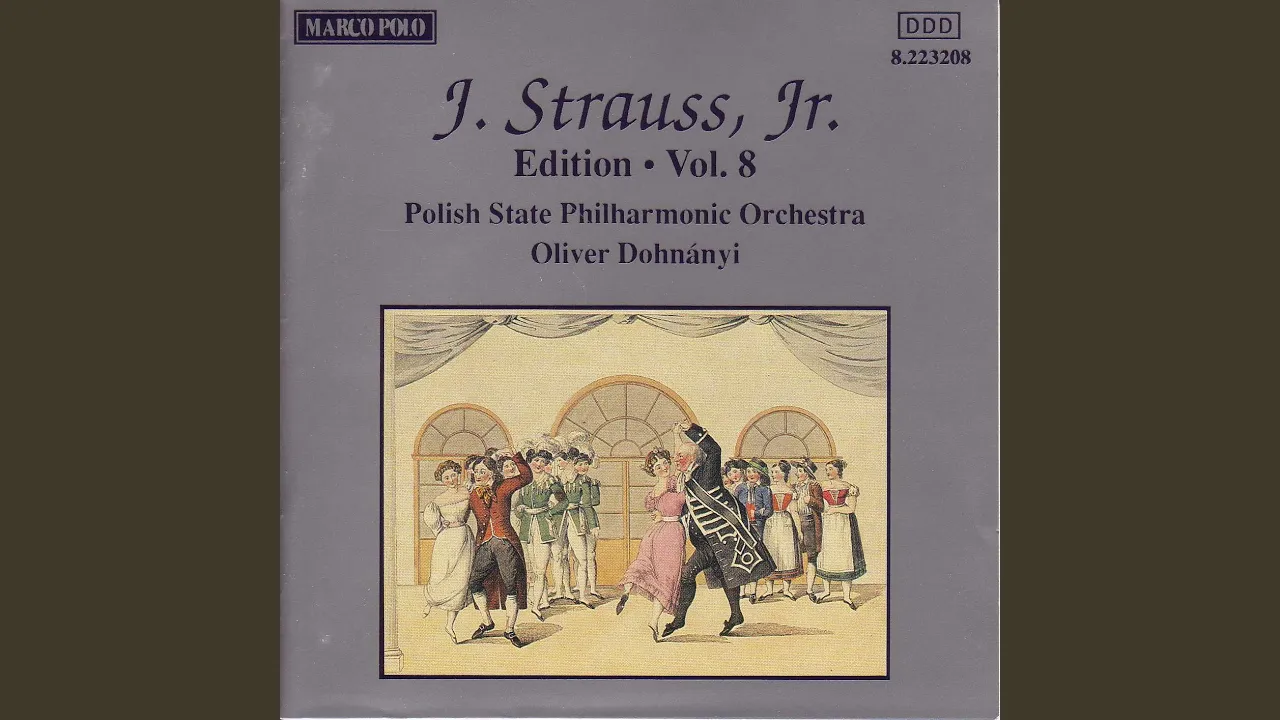 MARCO POLO
DDD
8.223208
J. Strauss, Jr.
Edition • Vol. 8
Polish State Philharmonic Orchestra
Oliver Dohnányi